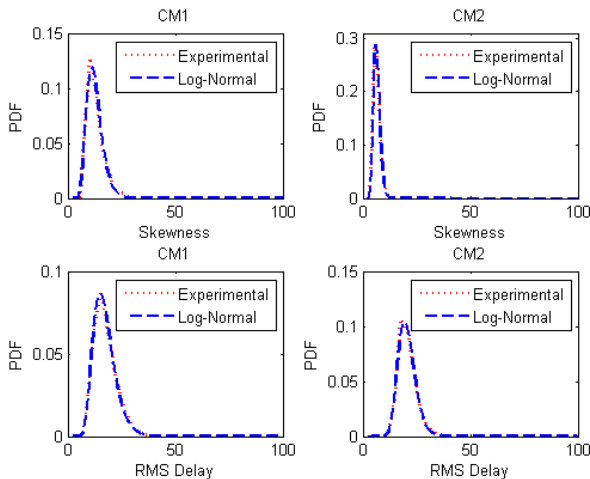 CM1
0.15
0.1
0.05
0
PDF
Experimental
Log-Normal
0
50
100
Skewness
CM2
0.3
0.2
0.1
0
PDF
Experimental
Log-Normal
0
50
100
Skewness
CM1
0.1
0.05
0
PDF
Experimental
Log-Normal
0
50
100
RMS Delay
CM2
0.15
0.1
0.05
0
PDF
Experimental
Log-Normal
0
50
100
RMS Delay